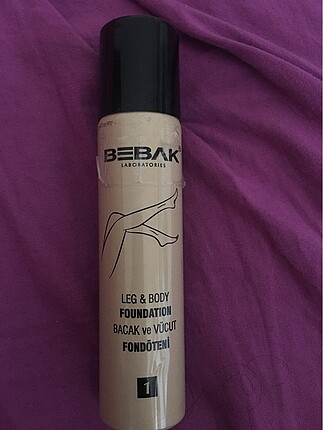 BEBAK
LABORATORIES
LEG & BODY
FOUNDATION
BACAK ve VÜCUT
FONDÖTENİ
1